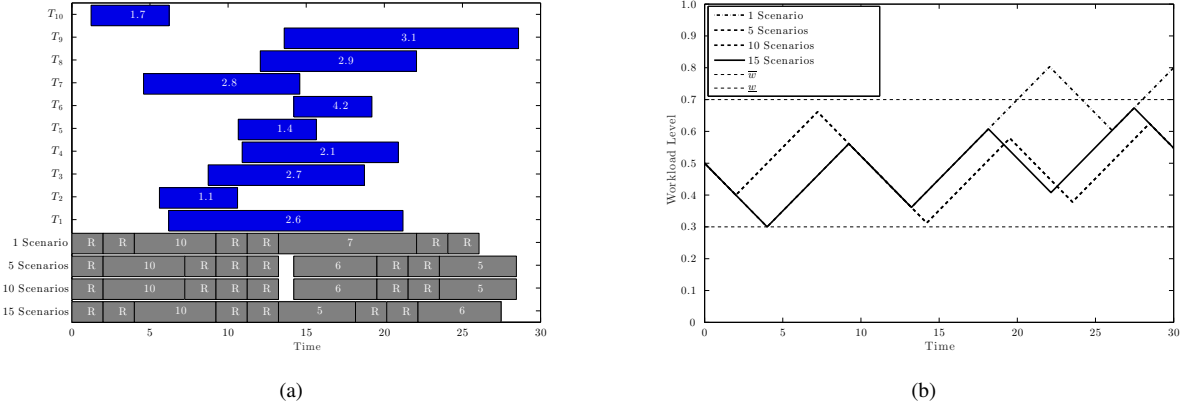 T10 1.7
T9 3.1
T8 2.9
T7 2.8
T6 4.2
T5 1.4
T4 2.1
T3 2.7
T2 1.1
T1 2.6
1 Scenario R R 10 R R 7 R R
5 Scenarios R 10 R R R 6 R R 5
10 Scenarios R 10 R R R 6 R R 5
15 Scenarios R R 10 R R 5 R R 6
0 5 10 15 20 25 30
Time
(a)
1 Scenario
5 Scenarios
10 Scenarios
15 Scenarios
w̅
w̲
1.0
0.9
0.8
0.7
0.6
0.5
0.4
0.3
0.2
0.1
0
Workload Level
0 5 10 15 20 25 30
Time
(b)